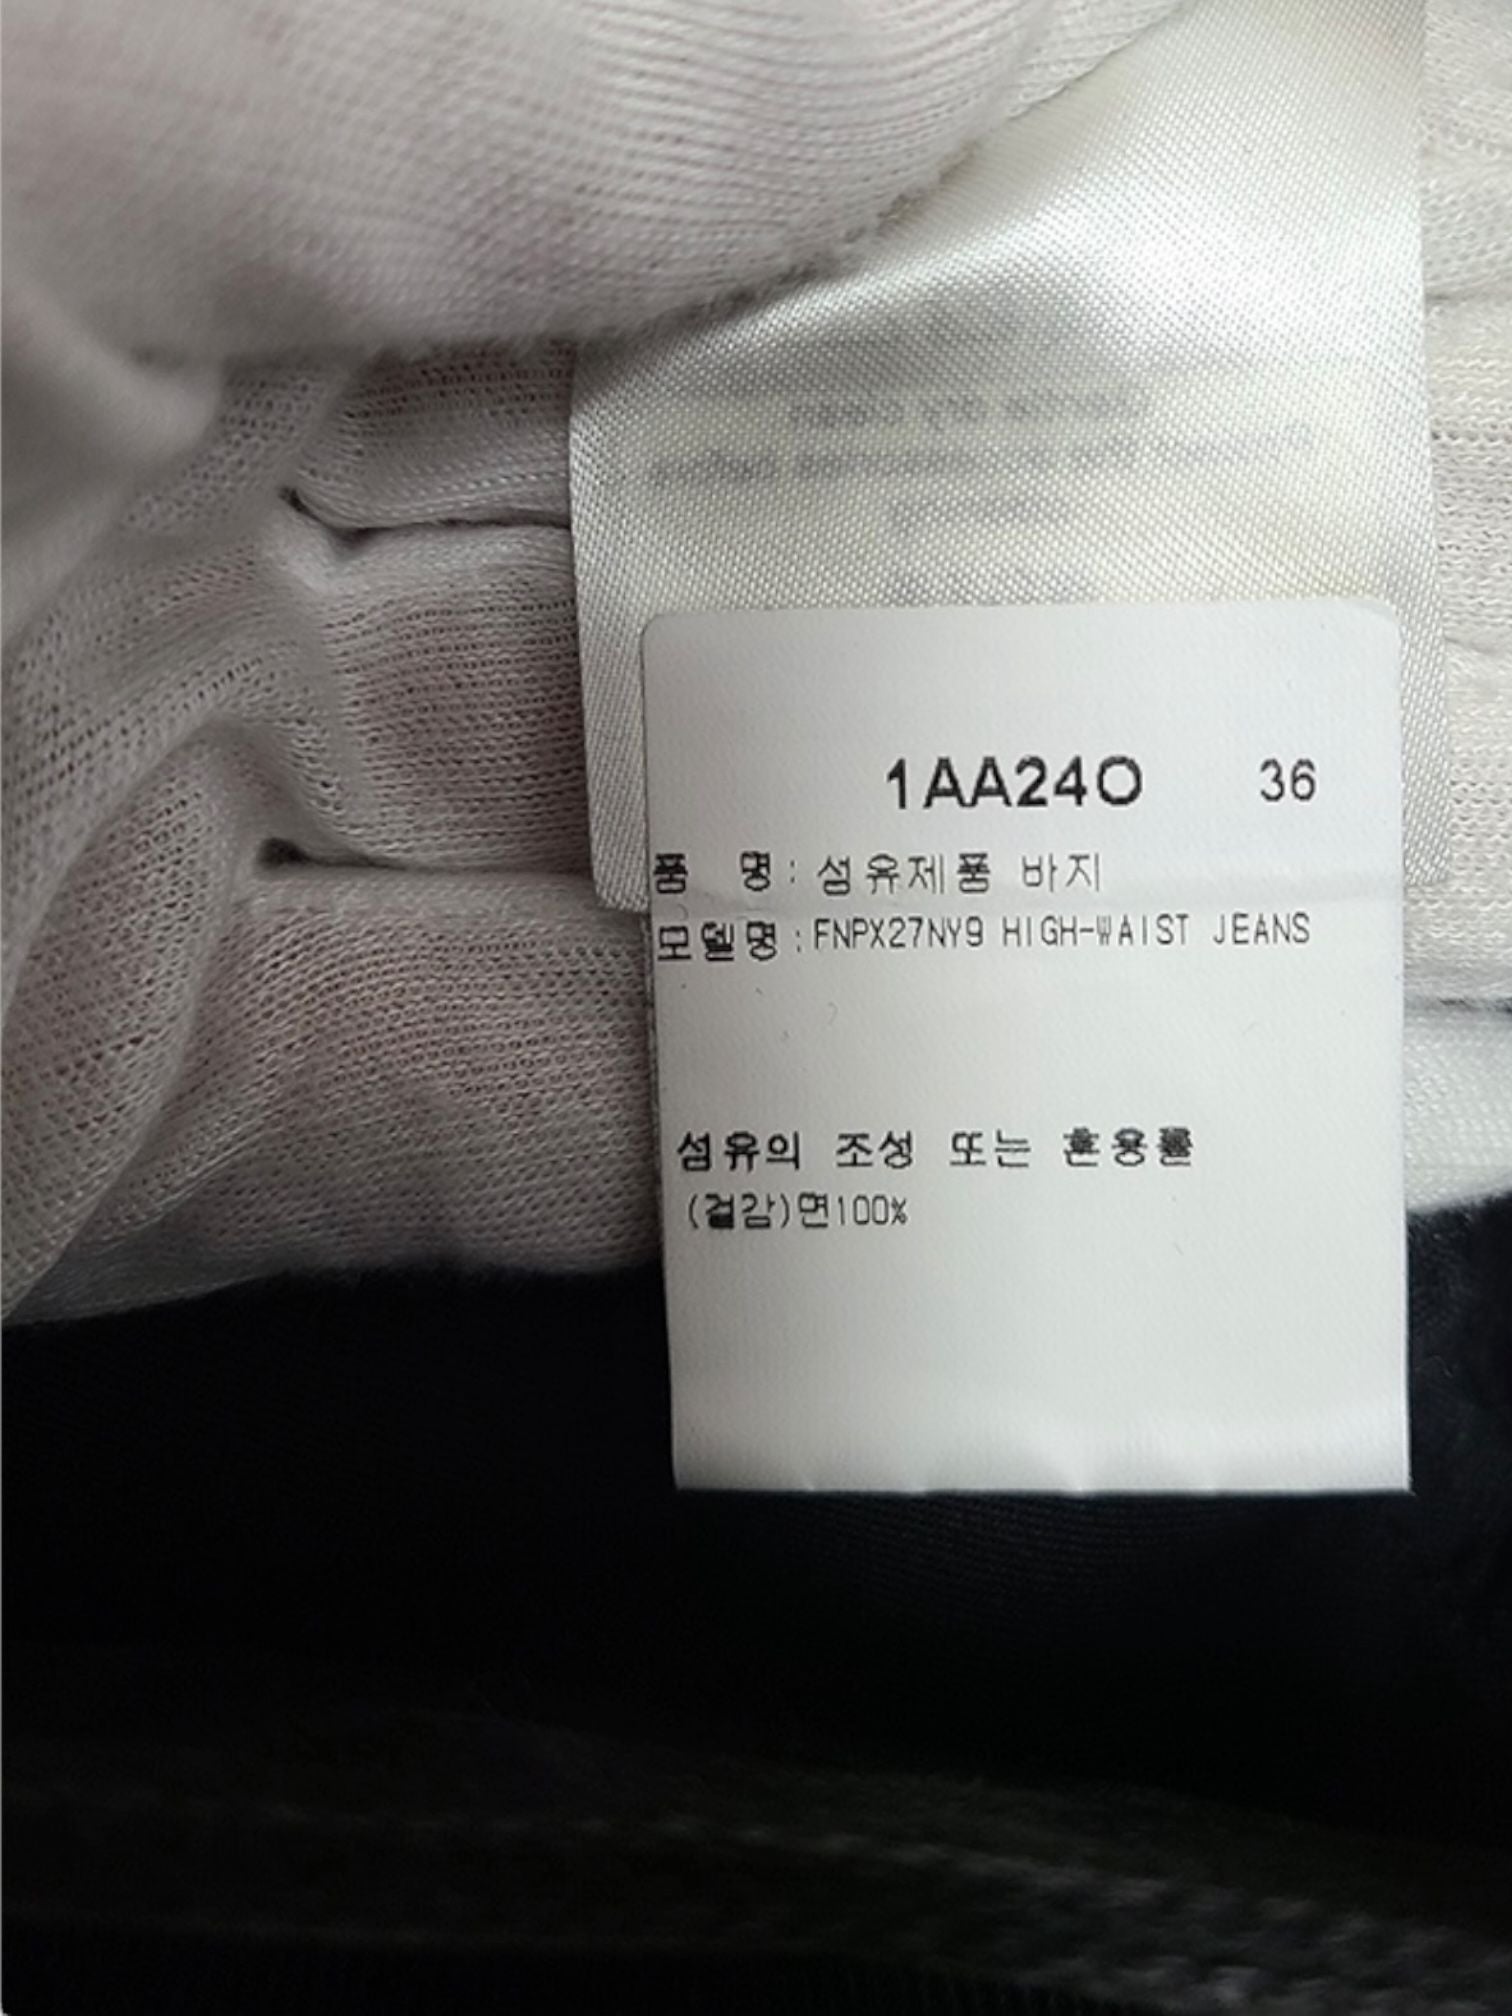 1AA24O 36
품 명 : 섬유제품 바지
모델명 : FNPX27NY9 HIGH-WAIST JEANS
섬유의 조성 또는 혼용률
(겉감)면100%